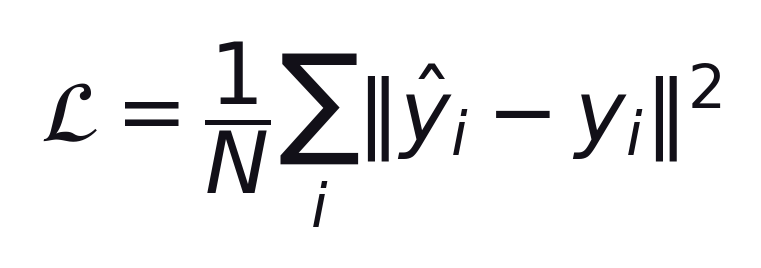 ℒ = 1/N ∑_i ‖ŷ_i − y_i‖²